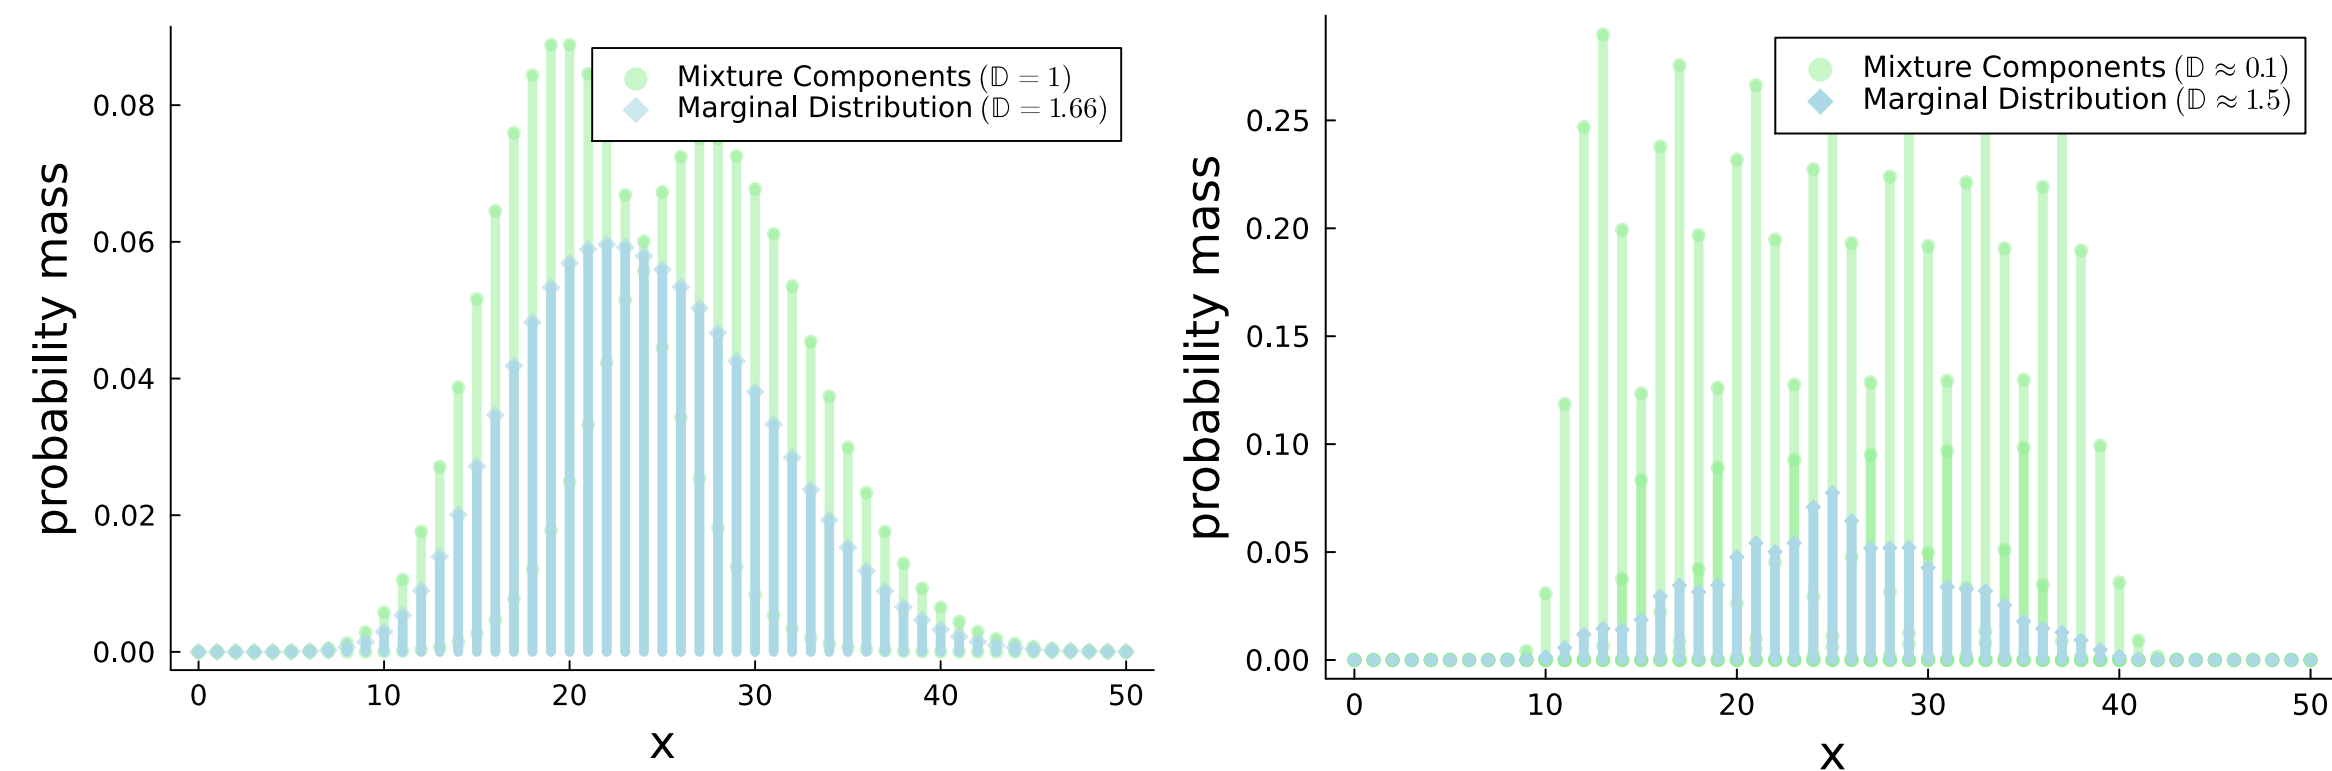 Mixture Components (𝔻 = 1)
Marginal Distribution (𝔻 = 1.66)
probability mass
0.08
0.06
0.04
0.02
0.00
0 10 20 30 40 50
x
Mixture Components (𝔻 ≈ 0.1)
Marginal Distribution (𝔻 ≈ 1.5)
probability mass
0.25
0.20
0.15
0.10
0.05
0.00
0 10 20 30 40 50
x